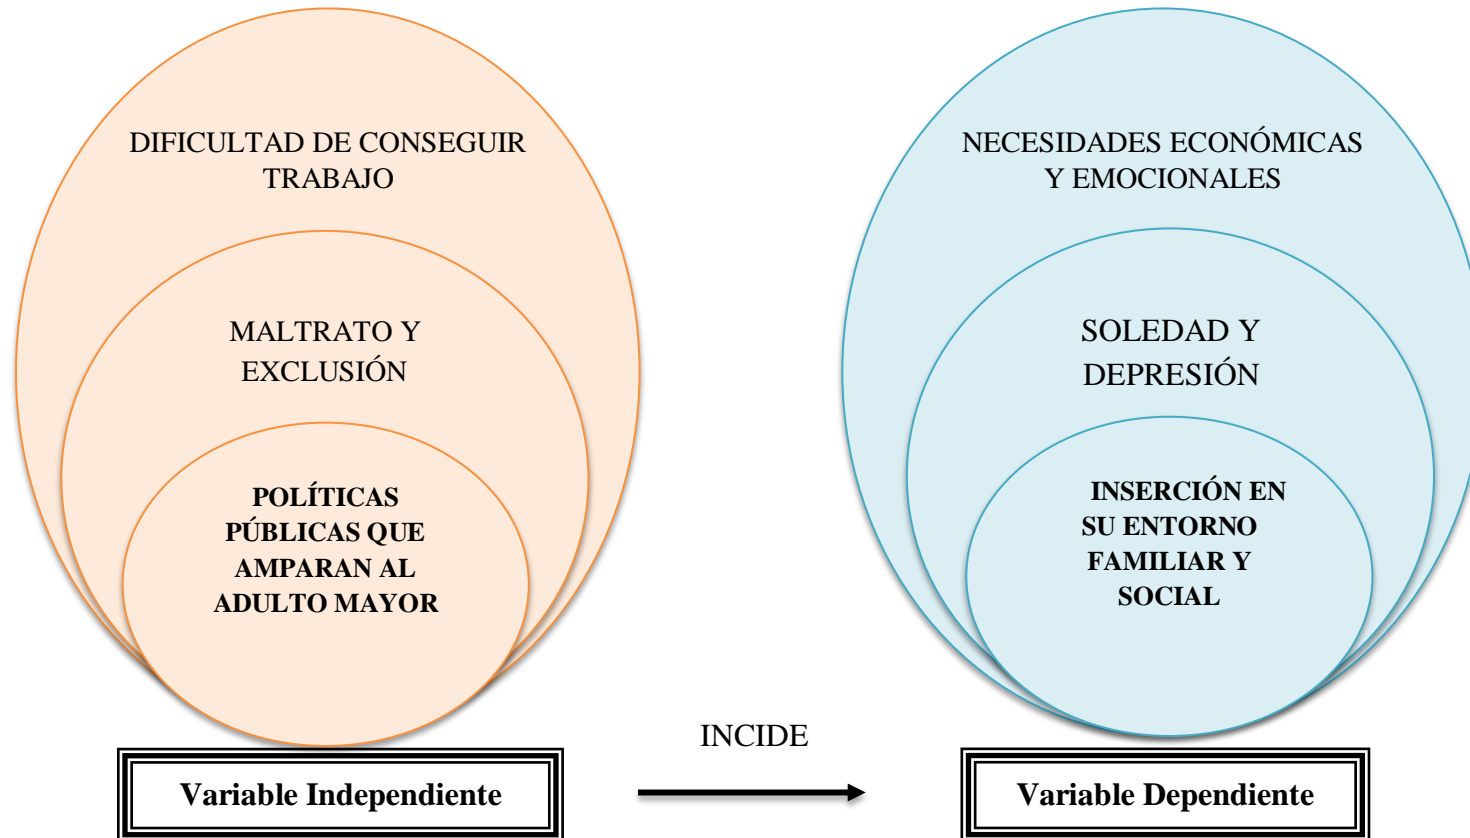 DIFICULTAD DE CONSEGUIR
TRABAJO
MALTRATO Y
EXCLUSIÓN
POLÍTICAS
PÚBLICAS QUE
AMPARAN AL
ADULTO MAYOR
Variable Independiente
INCIDE
NECESIDADES ECONÓMICAS
Y EMOCIONALES
SOLEDAD Y
DEPRESIÓN
INSERCIÓN EN
SU ENTORNO
FAMILIAR Y
SOCIAL
Variable Dependiente